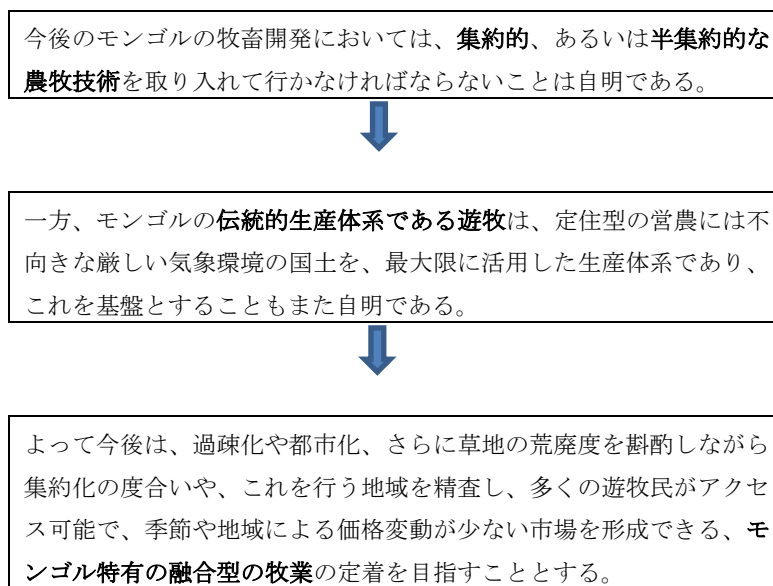 今後のモンゴルの牧畜開発においては、集約的、あるいは半集約的な
農牧技術を取り入れて行かなければならないことは自明である。
一方、モンゴルの伝統的生産体系である遊牧は、定住型の営農には不
向きな厳しい気象環境の国土を、最大限に活用した生産体系であり、
これを基盤とすることもまた自明である。
よって今後は、過疎化や都市化、さらに草地の荒廃度を斟酌しながら
集約化の度合いや、これを行う地域を精査し、多くの遊牧民がアクセ
ス可能で、季節や地域による価格変動が少ない市場を形成できる、モ
ンゴル特有の融合型の牧業の定着を目指すこととする。